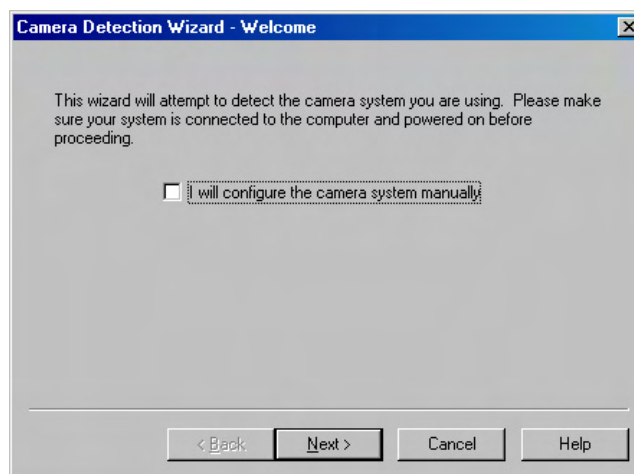 Camera Detection Wizard - Welcome
This wizard will attempt to detect the camera system you are using. Please make
sure your system is connected to the computer and powered on before
proceeding.
I will configure the camera system manually
< Back Next > Cancel Help